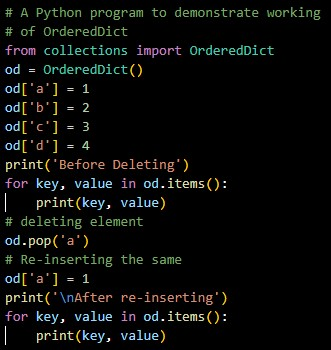 # A Python program to demonstrate working
# of OrderedDict
from collections import OrderedDict
od = OrderedDict()
od['a'] = 1
od['b'] = 2
od['c'] = 3
od['d'] = 4
print('Before Deleting')
for key, value in od.items():
    print(key, value)
# deleting element
od.pop('a')
# Re-inserting the same
od['a'] = 1
print('\nAfter re-inserting')
for key, value in od.items():
    print(key, value)